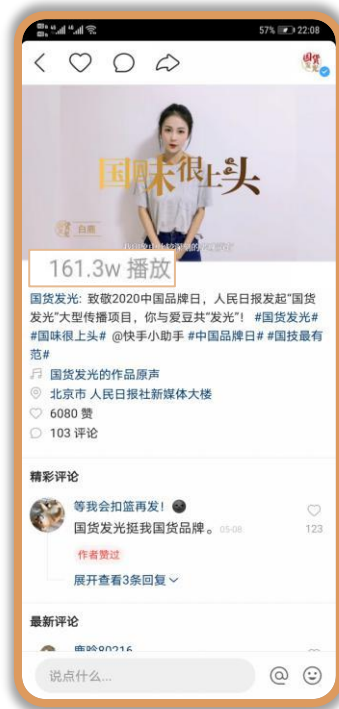 57% 22:08
国货发光
国味很上头
白鹿
161.3w 播放
国货发光: 致敬2020中国品牌日，人民日报发起“国货
发光”大型传播项目，你与爱豆共“发光”！ #国货发光#
#国味很上头# @快手小助手 #中国品牌日# #国技最有
范#
国货发光的作品原声
北京市 人民日报社新媒体大楼
6080 赞
103 评论
精彩评论
等我会扣篮再发！
国货发光挺我国货品牌。 05-08 123
作者赞过
展开查看3条回复
最新评论
鹿晗80216
说点什么...